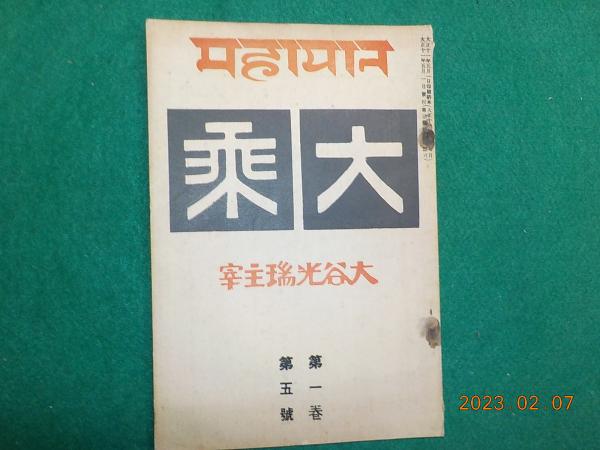 महायान
大乘
大谷光瑞主宰
第一卷
第五號
2023.02.07